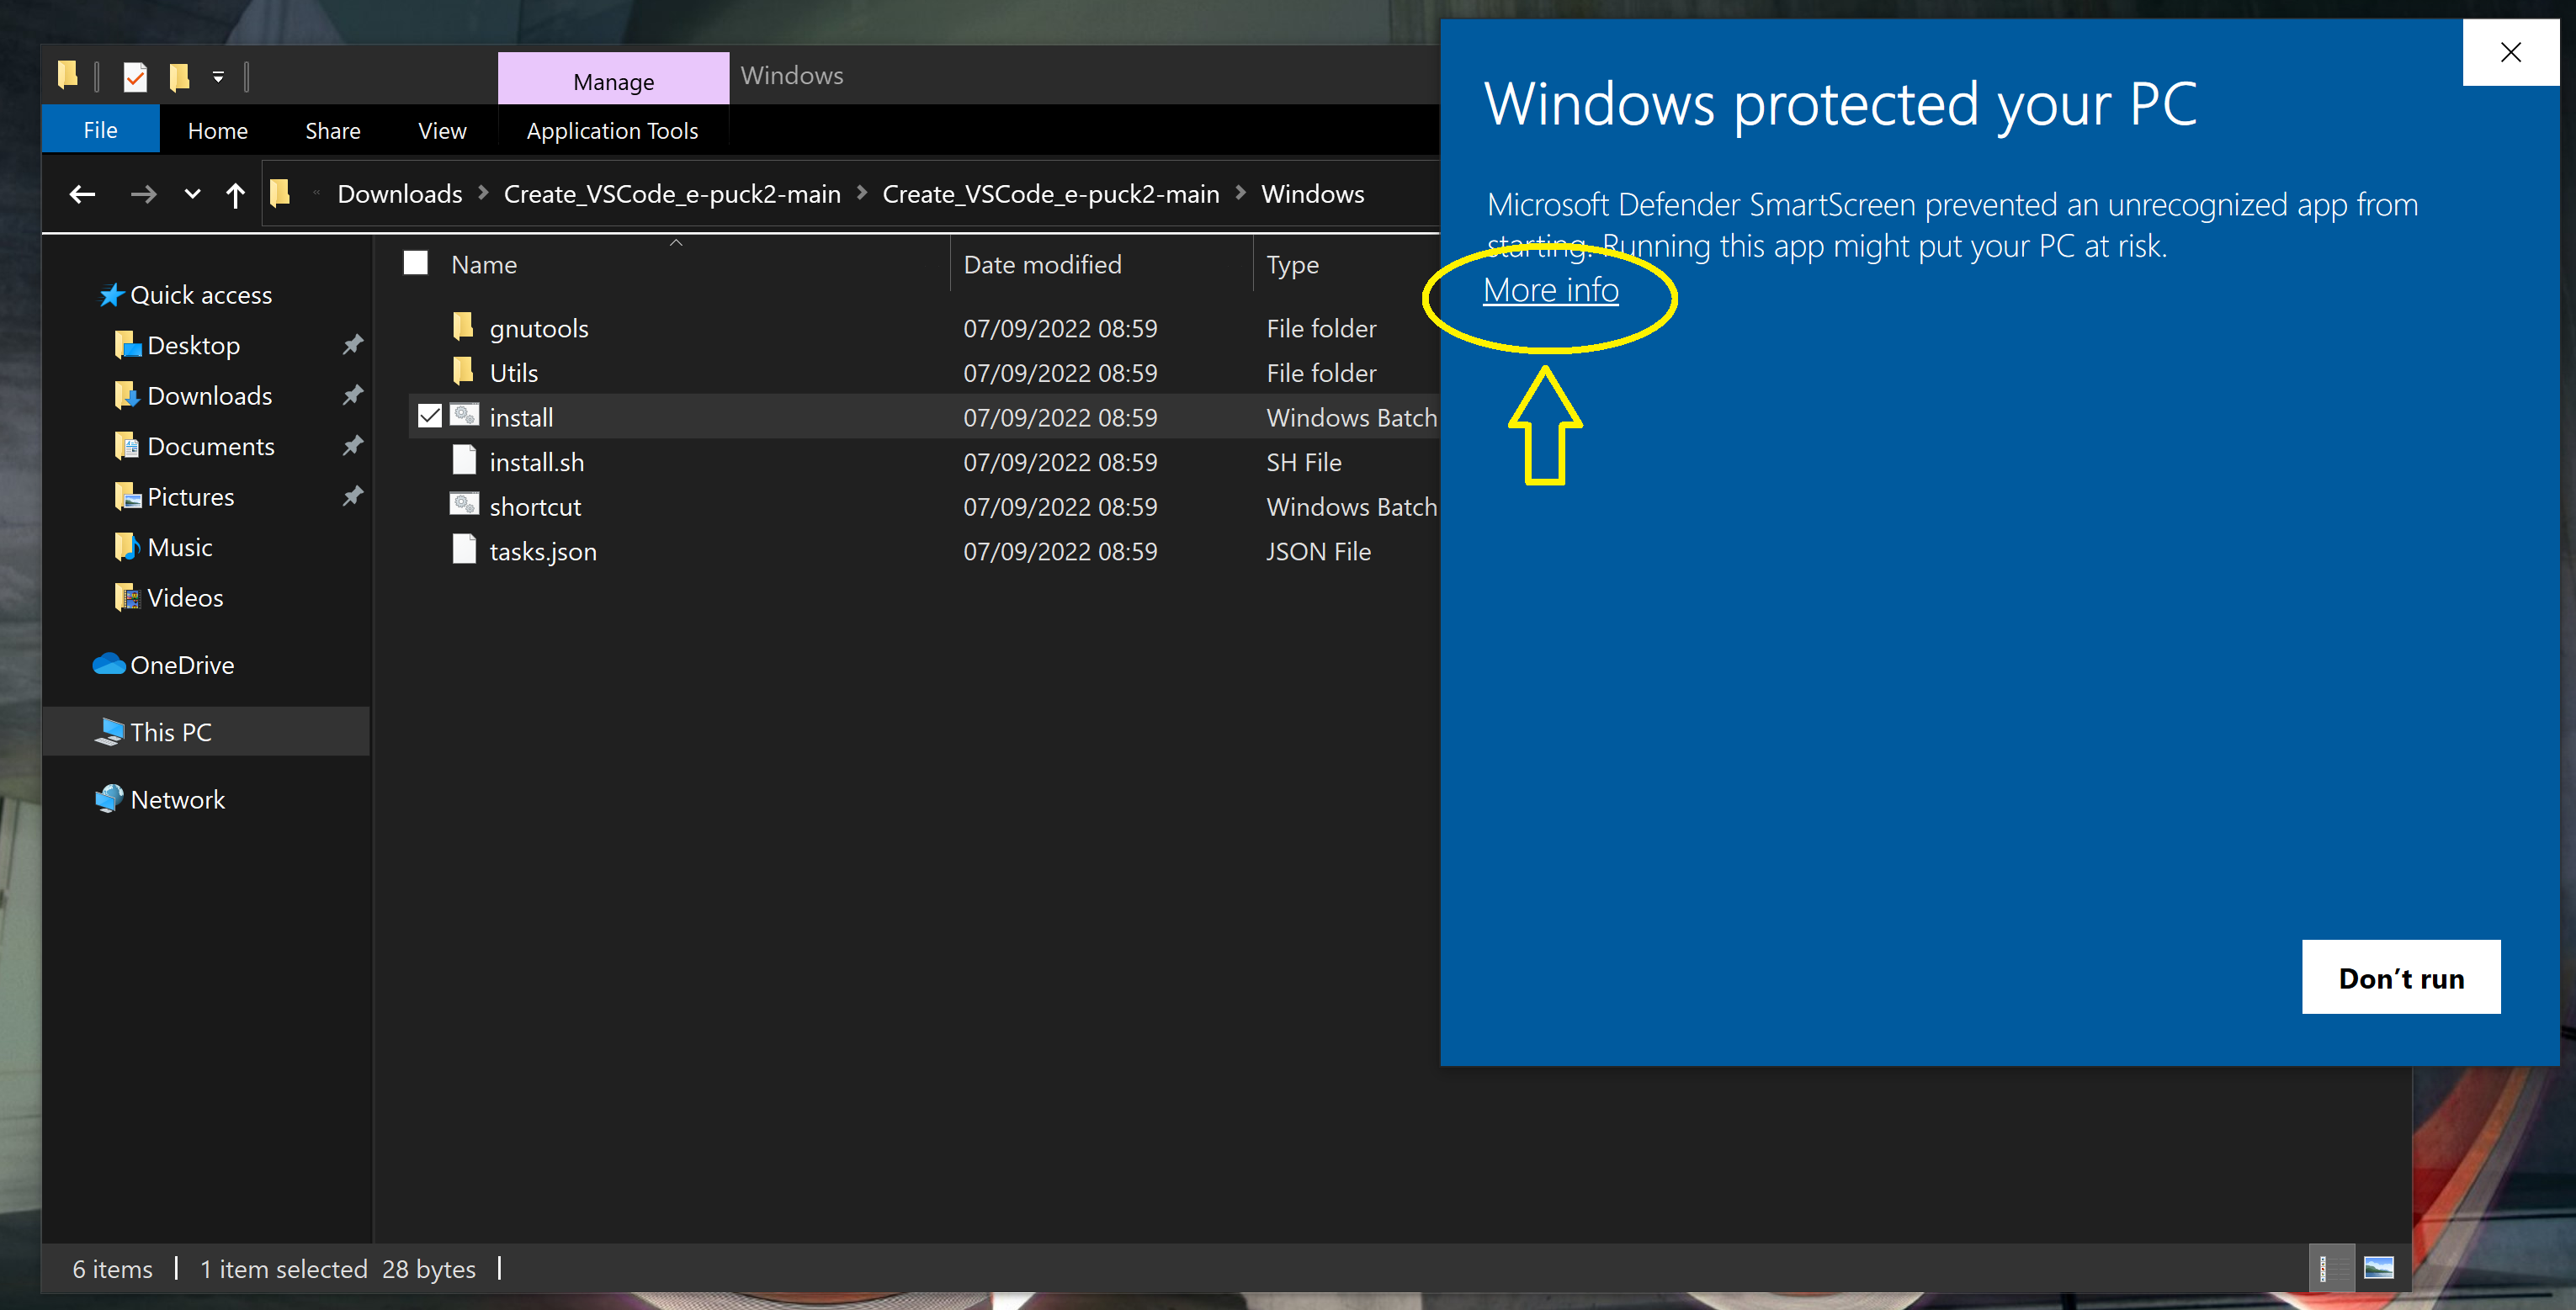 Manage
Windows
File
Home
Share
View
Application Tools
Downloads
Create_VSCode_e-puck2-main
Create_VSCode_e-puck2-main
Windows
Name
Date modified
Type
Quick access
Desktop
Downloads
Documents
Pictures
Music
Videos
OneDrive
This PC
Network
gnutools 07/09/2022 08:59 File folder
Utils 07/09/2022 08:59 File folder
install 07/09/2022 08:59 Windows Batch
install.sh 07/09/2022 08:59 SH File
shortcut 07/09/2022 08:59 Windows Batch
tasks.json 07/09/2022 08:59 JSON File
6 items
1 item selected 28 bytes
Windows protected your PC
Microsoft Defender SmartScreen prevented an unrecognized app from
starting. Running this app might put your PC at risk.
More info
Don’t run